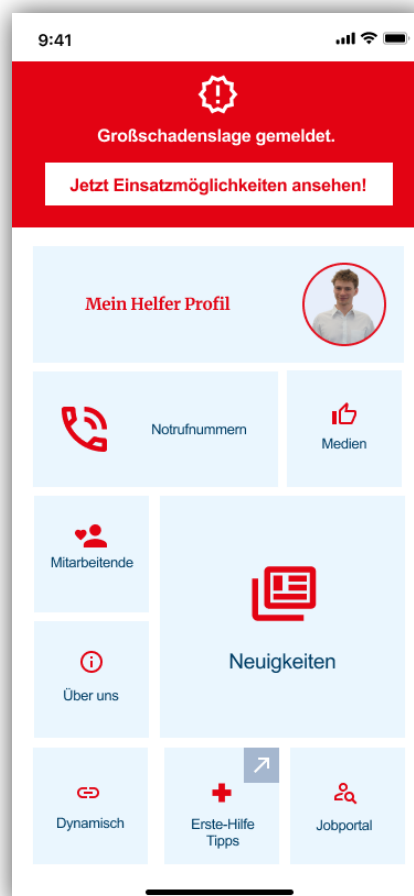 9:41
Großschadenslage gemeldet.
Jetzt Einsatzmöglichkeiten ansehen!
Mein Helfer Profil
Notrufnummern
Medien
Mitarbeitende
Neuigkeiten
Über uns
Dynamisch
Erste-Hilfe
Tipps
Jobportal